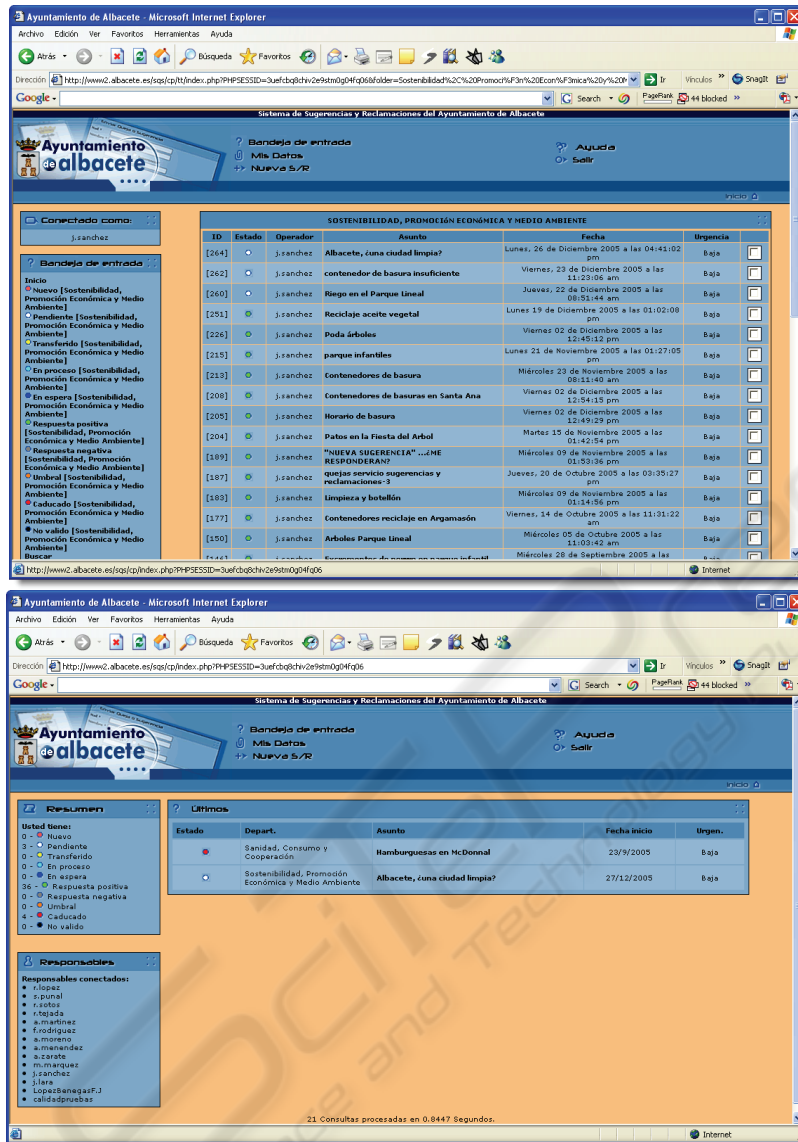 Ayuntamiento de Albacete - Microsoft Internet Explorer
Archivo Edición Ver Favoritos Herramientas Ayuda
Atrás Búsqueda Favoritos
Dirección http://www2.albacete.es/sqs/cp/tt/index.php?PHPSESSID=3uefcbq8chiv2e9stm0g04fq06&folder=Sostenibilidad%2C%20Promoci%F3n%20Econ%F3mica%20y%20 Ir Vínculos » SnagIt
Google Search PageRank 44 blocked »
Sistema de Sugerencias y Reclamaciones del Ayuntamiento de Albacete
Ayuntamiento
de albacete
? Bandeja de entrada
Mis Datos
Nueva S/R
Ayuda
Salir
inicio
Conectado como:
j.sanchez
? Bandeja de entrada
Inicio
Nuevo [Sostenibilidad,
Promoción Económica y Medio
Ambiente]
Pendiente [Sostenibilidad,
Promoción Económica y Medio
Ambiente]
Transferido [Sostenibilidad,
Promoción Económica y Medio
Ambiente]
En proceso [Sostenibilidad,
Promoción Económica y Medio
Ambiente]
En espera [Sostenibilidad,
Promoción Económica y Medio
Ambiente]
Respuesta positiva
[Sostenibilidad, Promoción
Económica y Medio Ambiente]
Respuesta negativa
[Sostenibilidad, Promoción
Económica y Medio Ambiente]
Umbral [Sostenibilidad,
Promoción Económica y Medio
Ambiente]
Caducado [Sostenibilidad,
Promoción Económica y Medio
Ambiente]
No valido [Sostenibilidad,
Promoción Económica y Medio
Ambiente]
Buscar
SOSTENIBILIDAD, PROMOCIóN ECONóMICA Y MEDIO AMBIENTE
ID Estado Operador Asunto Fecha Urgencia
[264] j.sanchez Albacete, ¿una ciudad limpia? Lunes, 26 de Diciembre 2005 a las 04:41:02 pm Baja
[262] j.sanchez contenedor de basura insuficiente Viernes, 23 de Diciembre 2005 a las 11:23:06 am Baja
[260] j.sanchez Riego en el Parque Lineal Jueves, 22 de Diciembre 2005 a las 08:51:44 am Baja
[251] j.sanchez Reciclaje aceite vegetal Lunes 19 de Diciembre 2005 a las 01:02:08 pm Baja
[226] j.sanchez Poda árboles Viernes 02 de Diciembre 2005 a las 12:45:12 pm Baja
[215] j.sanchez parque infantiles Lunes 21 de Noviembre 2005 a las 01:27:05 pm Baja
[213] j.sanchez Contenedores de basura Miércoles 23 de Noviembre 2005 a las 08:11:40 am Baja
[208] j.sanchez Contenedores de basuras en Santa Ana Viernes 02 de Diciembre 2005 a las 12:54:15 pm Baja
[205] j.sanchez Horario de basura Viernes 02 de Diciembre 2005 a las 12:49:29 pm Baja
[204] j.sanchez Patos en la Fiesta del Arbol Martes 15 de Noviembre 2005 a las 01:42:54 pm Baja
[189] j.sanchez "NUEVA SUGERENCIA" ...¿ME RESPONDERAN? Miércoles 09 de Noviembre 2005 a las 01:53:36 pm Baja
[187] j.sanchez quejas servicio sugerencias y reclamaciones-3 Jueves, 20 de Octubre 2005 a las 03:35:27 pm Baja
[183] j.sanchez Limpieza y botellón Miércoles 09 de Noviembre 2005 a las 01:14:56 pm Baja
[177] j.sanchez Contenedores reciclaje en Argamasón Viernes, 14 de Octubre 2005 a las 11:31:22 am Baja
[150] j.sanchez Arboles Parque Lineal Miércoles 05 de Octubre 2005 a las 11:03:42 am Baja
j.sanchez Excrementos de perro en parque infantil Miércoles 28 de Septiembre 2005 a las Baja
http://www2.albacete.es/sqs/cp/index.php?PHPSESSID=3uefcbq8chiv2e9stm0g04fq06 Internet
Ayuntamiento de Albacete - Microsoft Internet Explorer
Archivo Edición Ver Favoritos Herramientas Ayuda
Atrás Búsqueda Favoritos
Dirección http://www2.albacete.es/sqs/cp/index.php?PHPSESSID=3uefcbq8chiv2e9stm0g04fq06 Ir Vínculos » SnagIt
Google Search PageRank 44 blocked »
Sistema de Sugerencias y Reclamaciones del Ayuntamiento de Albacete
Ayuntamiento
de albacete
? Bandeja de entrada
Mis Datos
Nueva S/R
Ayuda
Salir
inicio
Resumen
Usted tiene:
0 - Nuevo
3 - Pendiente
0 - Transferido
0 - En proceso
0 - En espera
36 - Respuesta positiva
0 - Respuesta negativa
0 - Umbral
4 - Caducado
0 - No valido
Responsables
Responsables conectados:
r.lopez
s.punal
r.sotos
r.tejada
a.martinez
f.rodriguez
a.moreno
a.menendez
a.zarate
m.marquez
j.sanchez
j.lara
LopezBenegasF.J
calidadpruebas
? Últimos
Estado Depart. Asunto Fecha inicio Urgen.
Sanidad, Consumo y Cooperación Hamburguesas en McDonnal 23/9/2005 Baja
Sostenibilidad, Promoción Económica y Medio Ambiente Albacete, ¿una ciudad limpia? 27/12/2005 Baja
21 Consultas procesadas en 0.8447 Segundos.
Internet